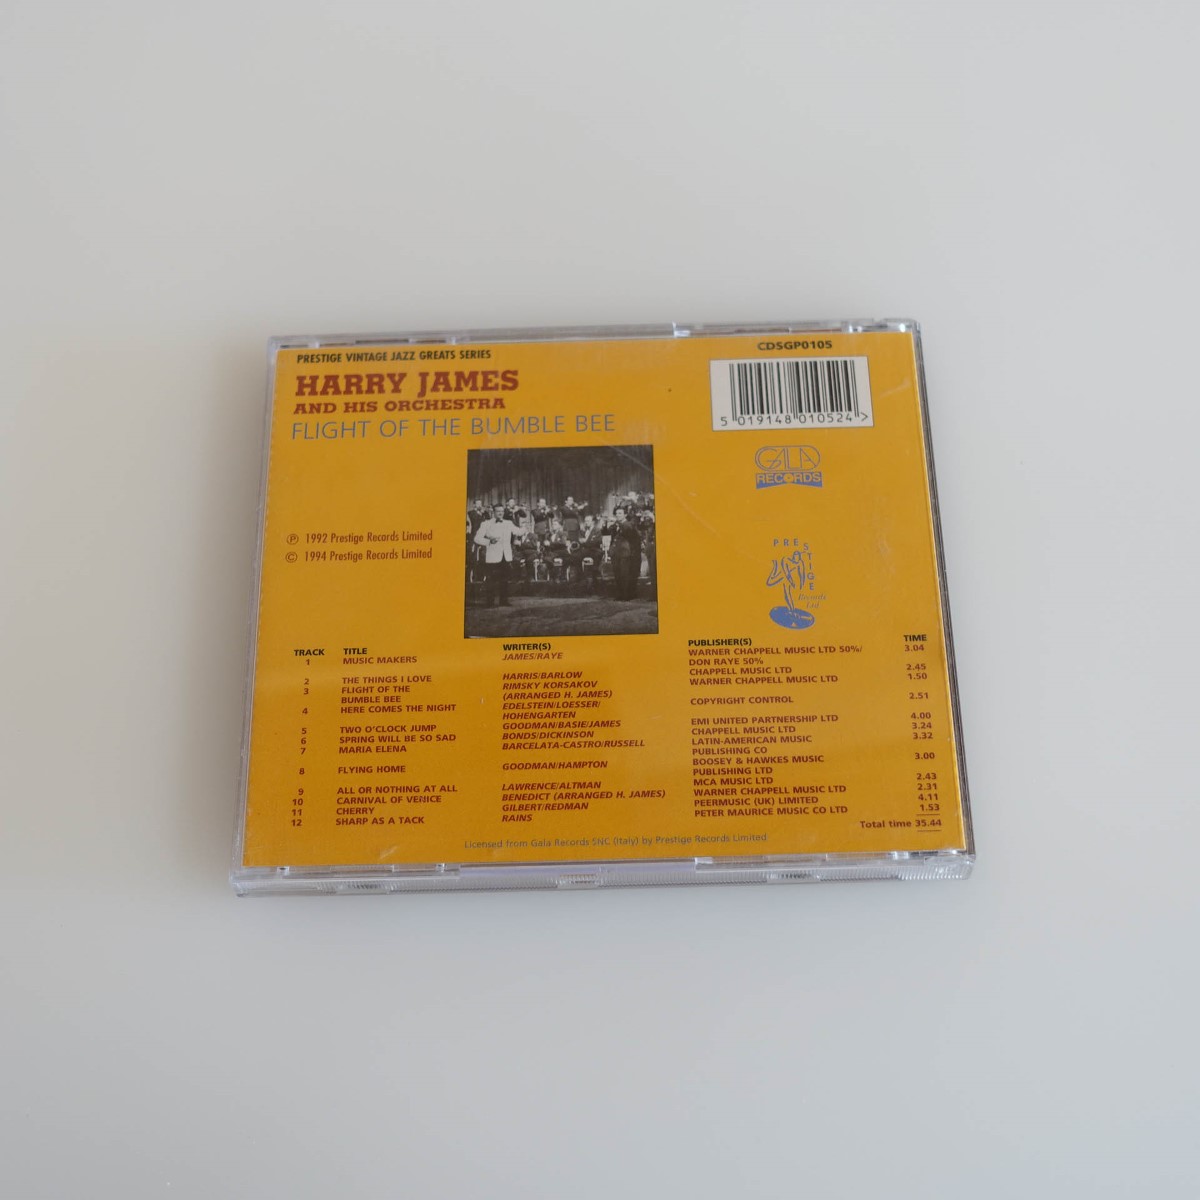 PRESTIGE VINTAGE JAZZ GREATS SERIES
CDSGP0105
HARRY JAMES
AND HIS ORCHESTRA
FLIGHT OF THE BUMBLE BEE
5 019148 010524 >
GALA
RECORDS
℗ 1992 Prestige Records Limited
© 1994 Prestige Records Limited
PRESTIGE
Records
Ltd
TRACK TITLE WRITER(S) PUBLISHER(S) TIME
1 MUSIC MAKERS JAMES/RAYE WARNER CHAPPELL MUSIC LTD 50%/ 3.04
DON RAYE 50%
2 THE THINGS I LOVE HARRIS/BARLOW CHAPPELL MUSIC LTD 2.45
3 FLIGHT OF THE RIMSKY KORSAKOV WARNER CHAPPELL MUSIC LTD 1.50
BUMBLE BEE (ARRANGED H. JAMES)
4 HERE COMES THE NIGHT EDELSTEIN/LOESSER/ COPYRIGHT CONTROL 2.51
HOHENGARTEN
5 TWO O'CLOCK JUMP GOODMAN/BASIE/JAMES EMI UNITED PARTNERSHIP LTD 4.00
6 SPRING WILL BE SO SAD BONDS/DICKINSON CHAPPELL MUSIC LTD 3.24
7 MARIA ELENA BARCELATA-CASTRO/RUSSELL LATIN-AMERICAN MUSIC 3.32
PUBLISHING CO
8 FLYING HOME GOODMAN/HAMPTON BOOSEY & HAWKES MUSIC 3.00
PUBLISHING LTD
9 ALL OR NOTHING AT ALL LAWRENCE/ALTMAN MCA MUSIC LTD 2.43
10 CARNIVAL OF VENICE BENEDICT (ARRANGED H. JAMES) WARNER CHAPPELL MUSIC LTD 2.31
11 CHERRY GILBERT/REDMAN PEERMUSIC (UK) LIMITED 4.11
12 SHARP AS A TACK RAINS PETER MAURICE MUSIC CO LTD 1.53
Total time 35.44
Licensed from Gala Records SNC (Italy) by Prestige Records Limited